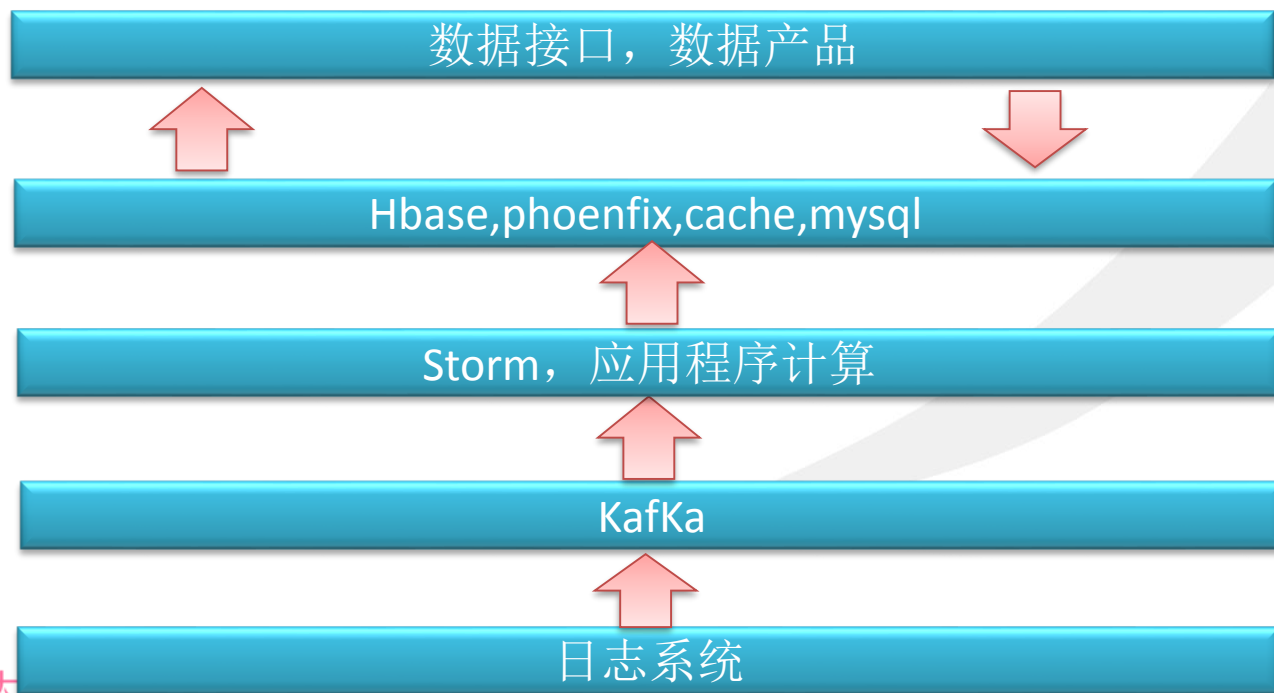 数据接口，数据产品
Hbase,phoenfix,cache,mysql
Storm，应用程序计算
KafKa
日志系统